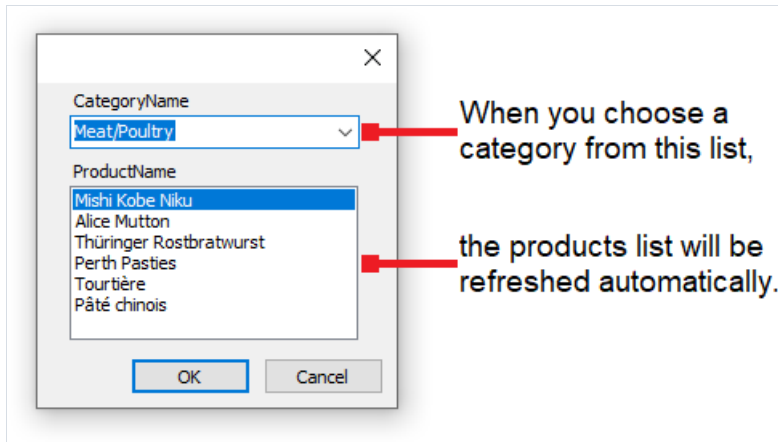 CategoryName
Meat/Poultry
When you choose a
category from this list,
ProductName
Mishi Kobe Niku
Alice Mutton
Thüringer Rostbratwurst
Perth Pasties
Tourtière
Pâté chinois
the products list will be
refreshed automatically.
OK
Cancel